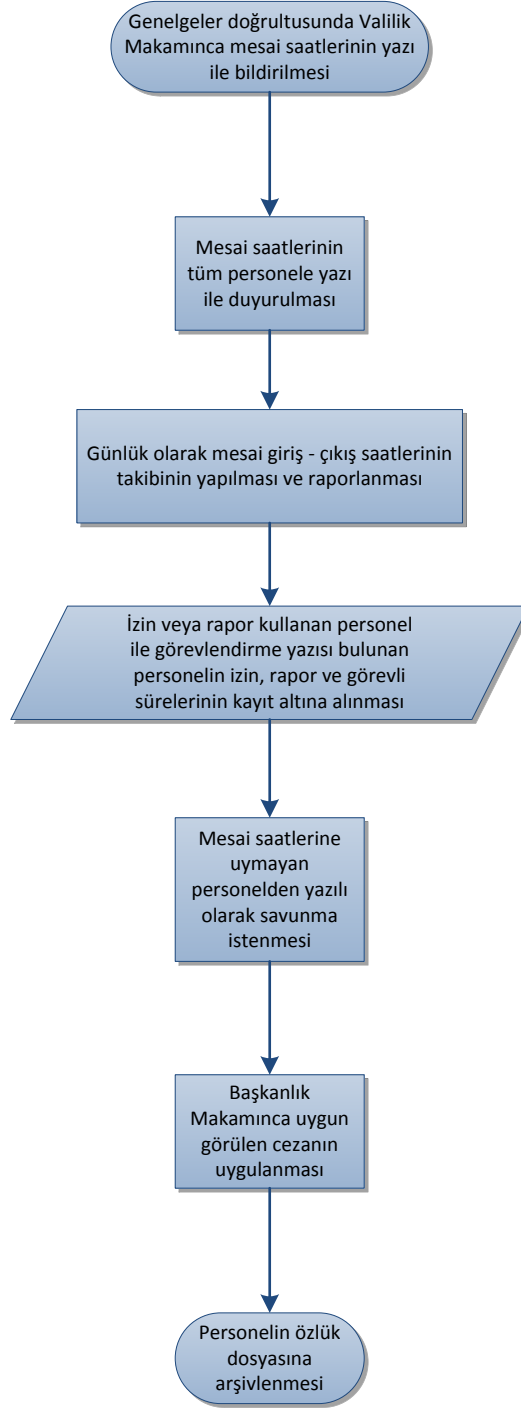 Genelgeler doğrultusunda Valilik
Makamınca mesai saatlerinin yazı
ile bildirilmesi
Mesai saatlerinin
tüm personele yazı
ile duyurulması
Günlük olarak mesai giriş - çıkış saatlerinin
takibinin yapılması ve raporlanması
İzin veya rapor kullanan personel
ile görevlendirme yazısı bulunan
personelin izin, rapor ve görevli
sürelerinin kayıt altına alınması
Mesai saatlerine
uymayan
personelden yazılı
olarak savunma
istenmesi
Başkanlık
Makamınca uygun
görülen cezanın
uygulanması
Personelin özlük
dosyasına
arşivlenmesi